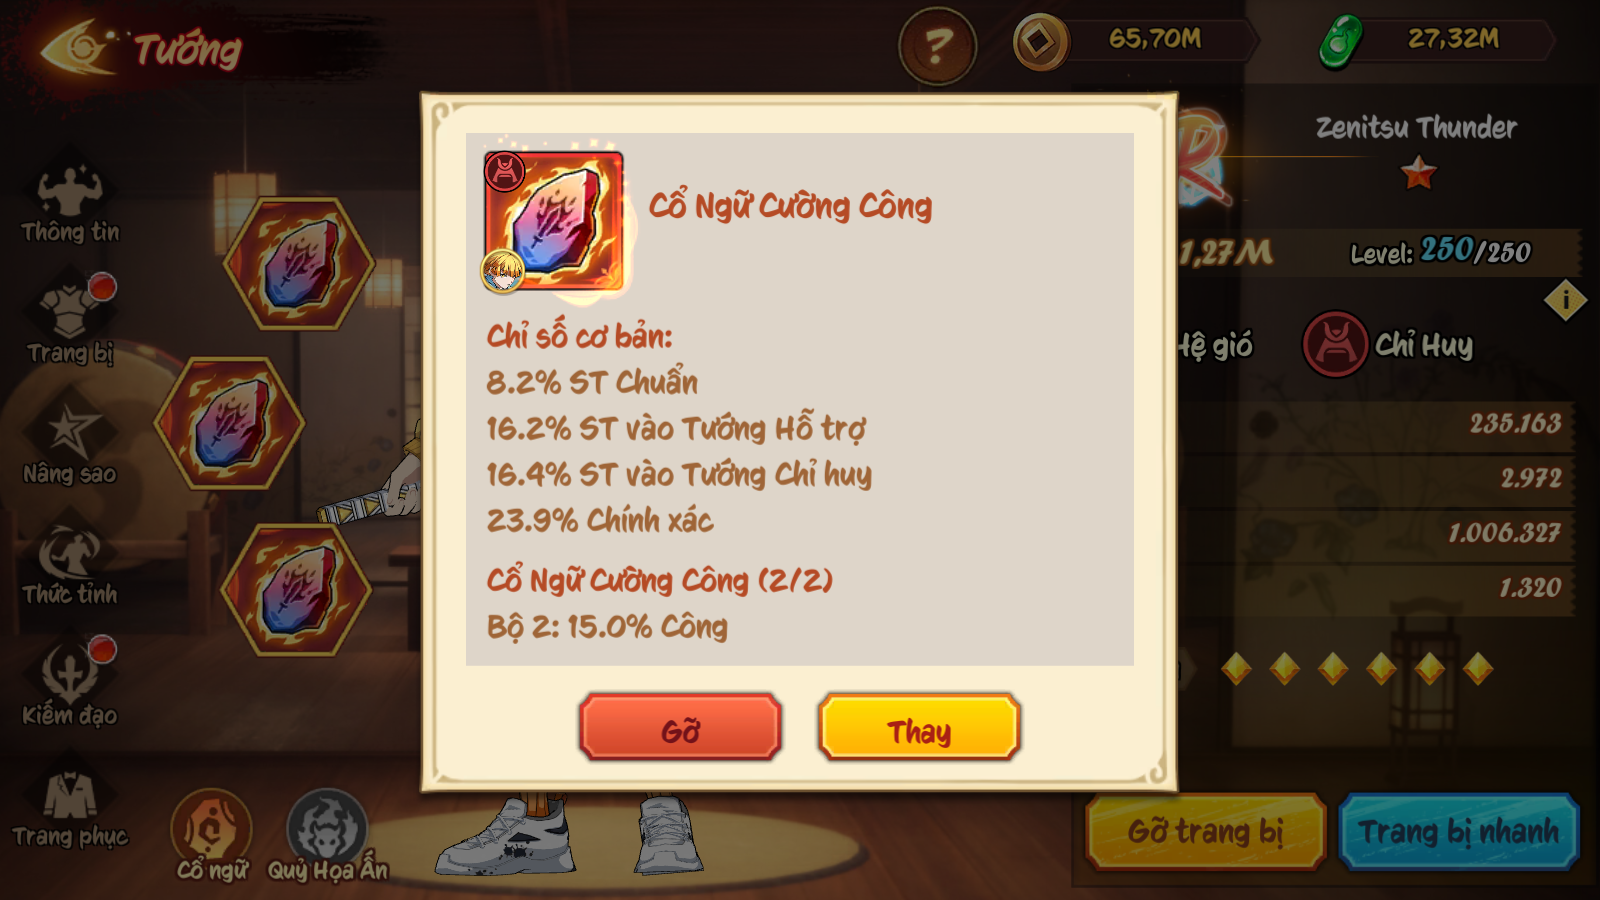 Tướng
?
65,70M
27,32M
Zenitsu Thunder
1,27M
Level: 250/250
i
Hệ gió
Chỉ Huy
235.163
2.972
1.006.327
1.320
Thông tin
Trang bị
Nâng sao
Thức tỉnh
Kiếm đạo
Trang phục
Cổ ngữ
Quỷ Họa Ấn
Cổ Ngữ Cường Công
Chỉ số cơ bản:
8.2% ST Chuẩn
16.2% ST vào Tướng Hỗ trợ
16.4% ST vào Tướng Chỉ huy
23.9% Chính xác
Cổ Ngữ Cường Công (2/2)
Bộ 2: 15.0% Công
Gỡ
Thay
Gỡ trang bị
Trang bị nhanh